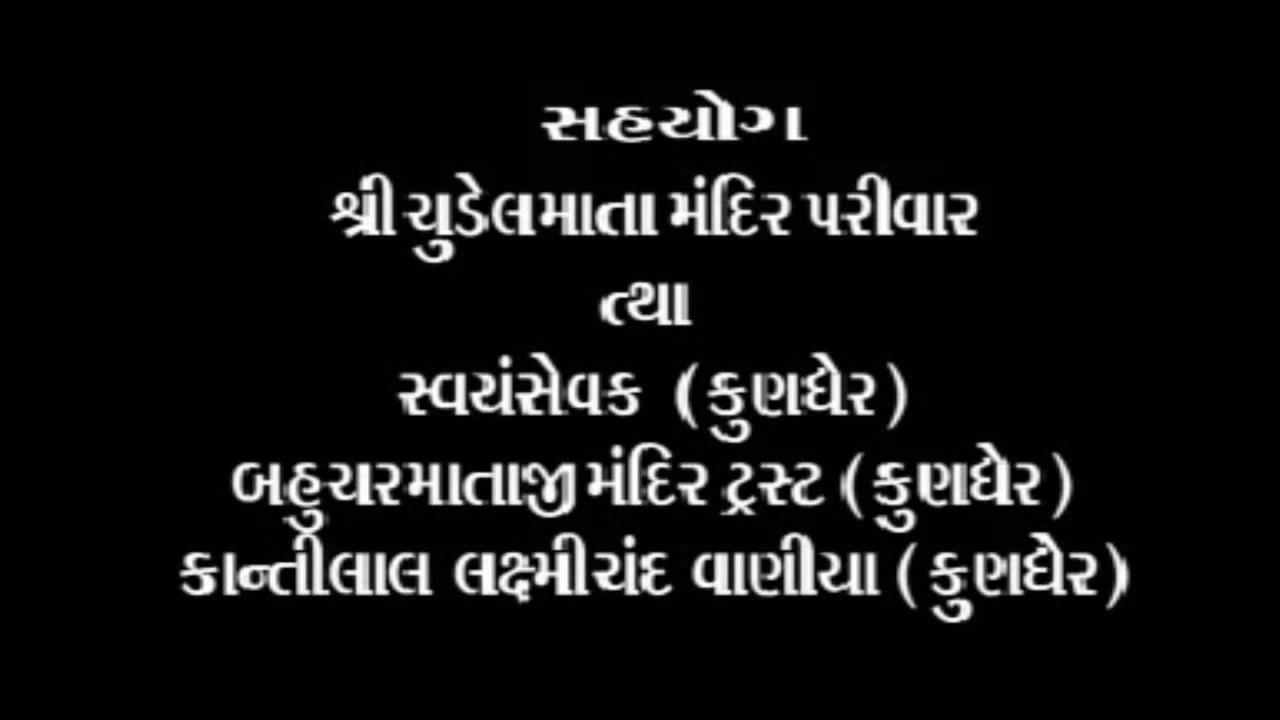 સહયોગ
શ્રી ચુડેલમાતા મંદિર પરીવાર
ત્થા
સ્વયંસેવક (કુણઘેર)
બહુચરમાતાજી મંદિર ટ્રસ્ટ (કુણઘેર)
કાન્તીલાલ લક્ષ્મીચંદ વાણીયા (કુણઘેર)